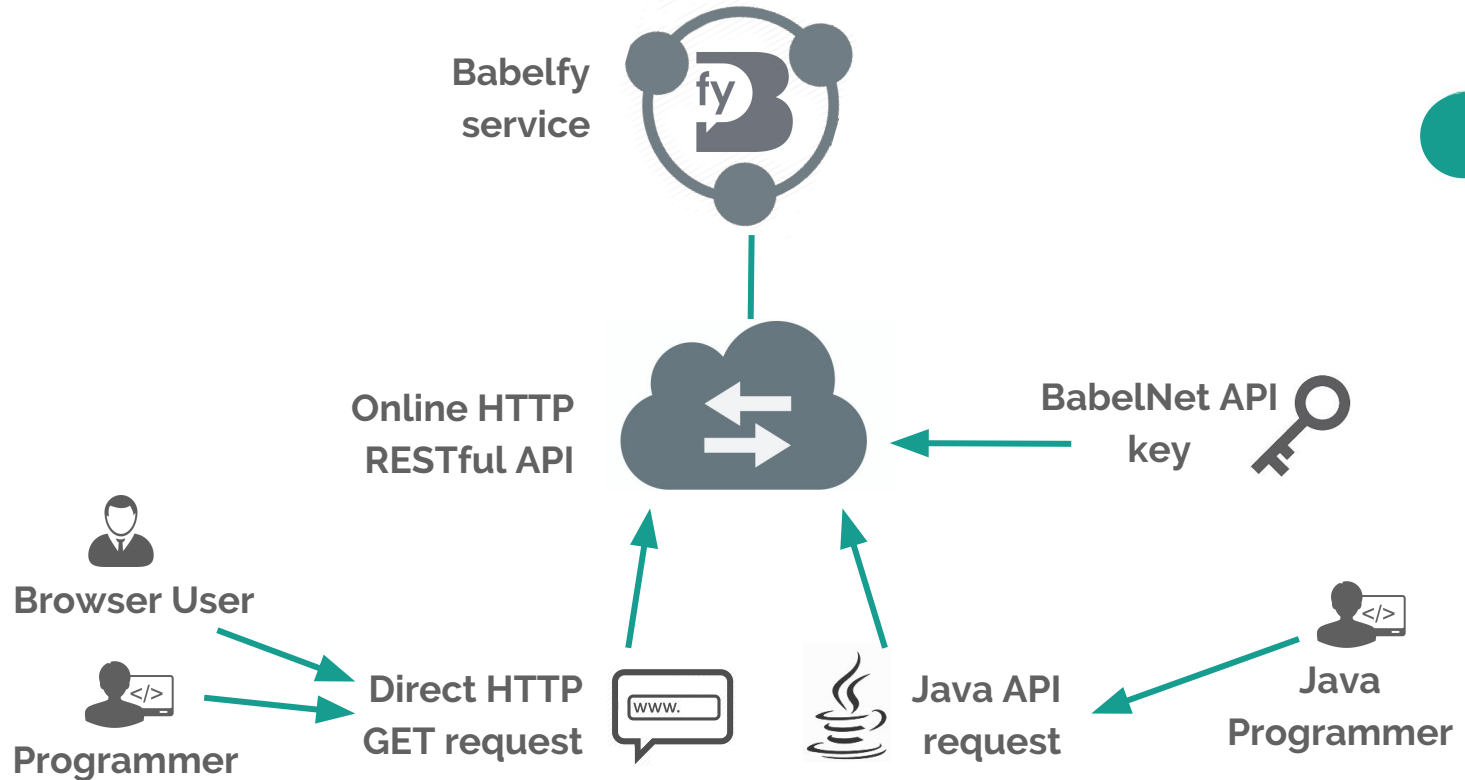 Babelfy
service
fy B
Online HTTP
RESTful API
BabelNet API
key
Browser User
</>
Programmer
Direct HTTP
GET request
www.
Java API
request
</>
Java
Programmer